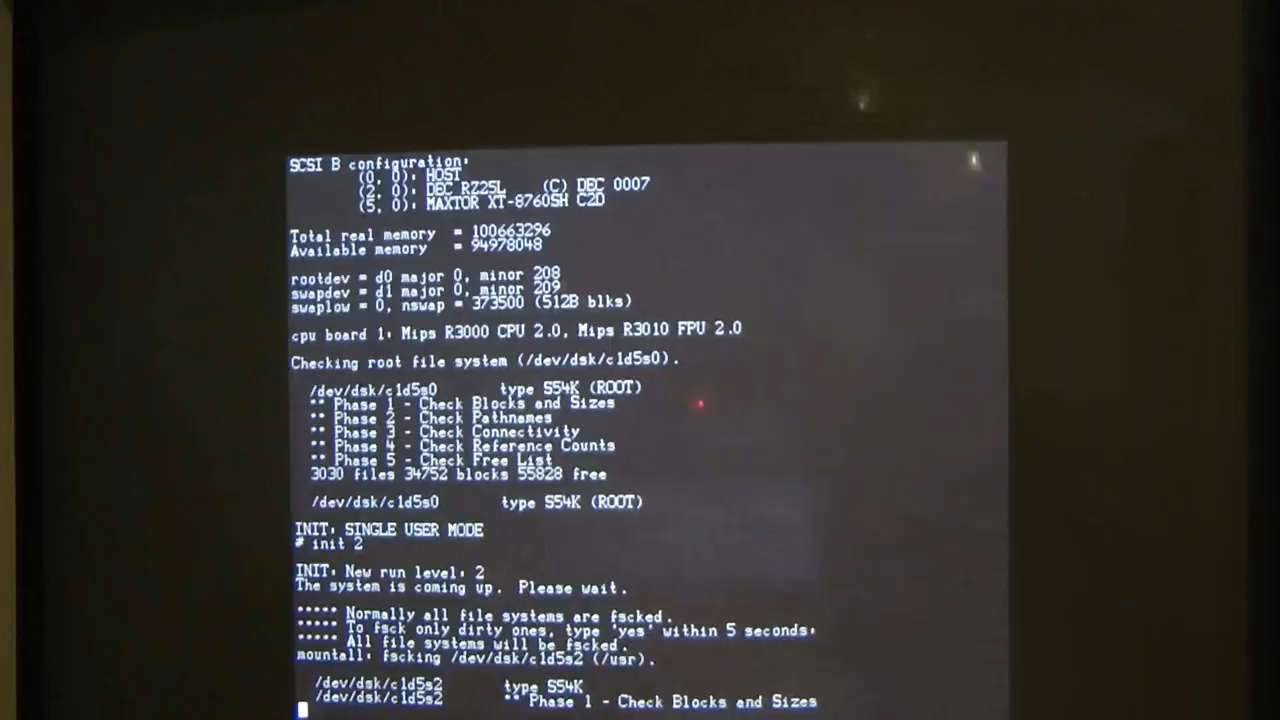 SCSI B configuration:
(0, 0): HOST
(2, 0): DEC RZ25L (C) DEC 0007
(5, 0): MAXTOR XT-8760SH C2D
Total real memory = 100663296
Available memory = 94978048
rootdev = d0 major 0, minor 208
swapdev = d1 major 0, minor 209
swaplow = 0, nswap = 373500 (512B blks)
cpu board 1: Mips R3000 CPU 2.0, Mips R3010 FPU 2.0
Checking root file system (/dev/dsk/c1d5s0).
/dev/dsk/c1d5s0 type S54K (ROOT)
** Phase 1 - Check Blocks and Sizes
** Phase 2 - Check Pathnames
** Phase 3 - Check Connectivity
** Phase 4 - Check Reference Counts
** Phase 5 - Check Free List
3030 files 34752 blocks 55828 free
/dev/dsk/c1d5s0 type S54K (ROOT)
INIT: SINGLE USER MODE
# init 2
INIT: New run level: 2
The system is coming up. Please wait.
***** Normally all file systems are fscked.
***** To fsck only dirty ones, type 'yes' within 5 seconds:
***** All file systems will be fscked.
mountall: fscking /dev/dsk/c1d5s2 (/usr).
/dev/dsk/c1d5s2 type S54K
/dev/dsk/c1d5s2 ** Phase 1 - Check Blocks and Sizes